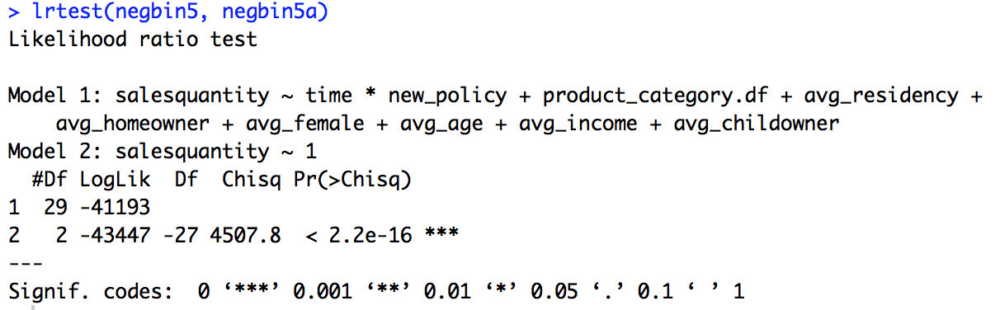 > lrtest(negbin5, negbin5a)
Likelihood ratio test
Model 1: salesquantity ~ time * new_policy + product_category.df + avg_residency +
    avg_homeowner + avg_female + avg_age + avg_income + avg_childowner
Model 2: salesquantity ~ 1
  #Df LogLik  Df  Chisq Pr(>Chisq)
1  29 -41193
2   2 -43447 -27 4507.8  < 2.2e-16 ***
---
Signif. codes:  0 ‘***’ 0.001 ‘**’ 0.01 ‘*’ 0.05 ‘.’ 0.1 ‘ ’ 1